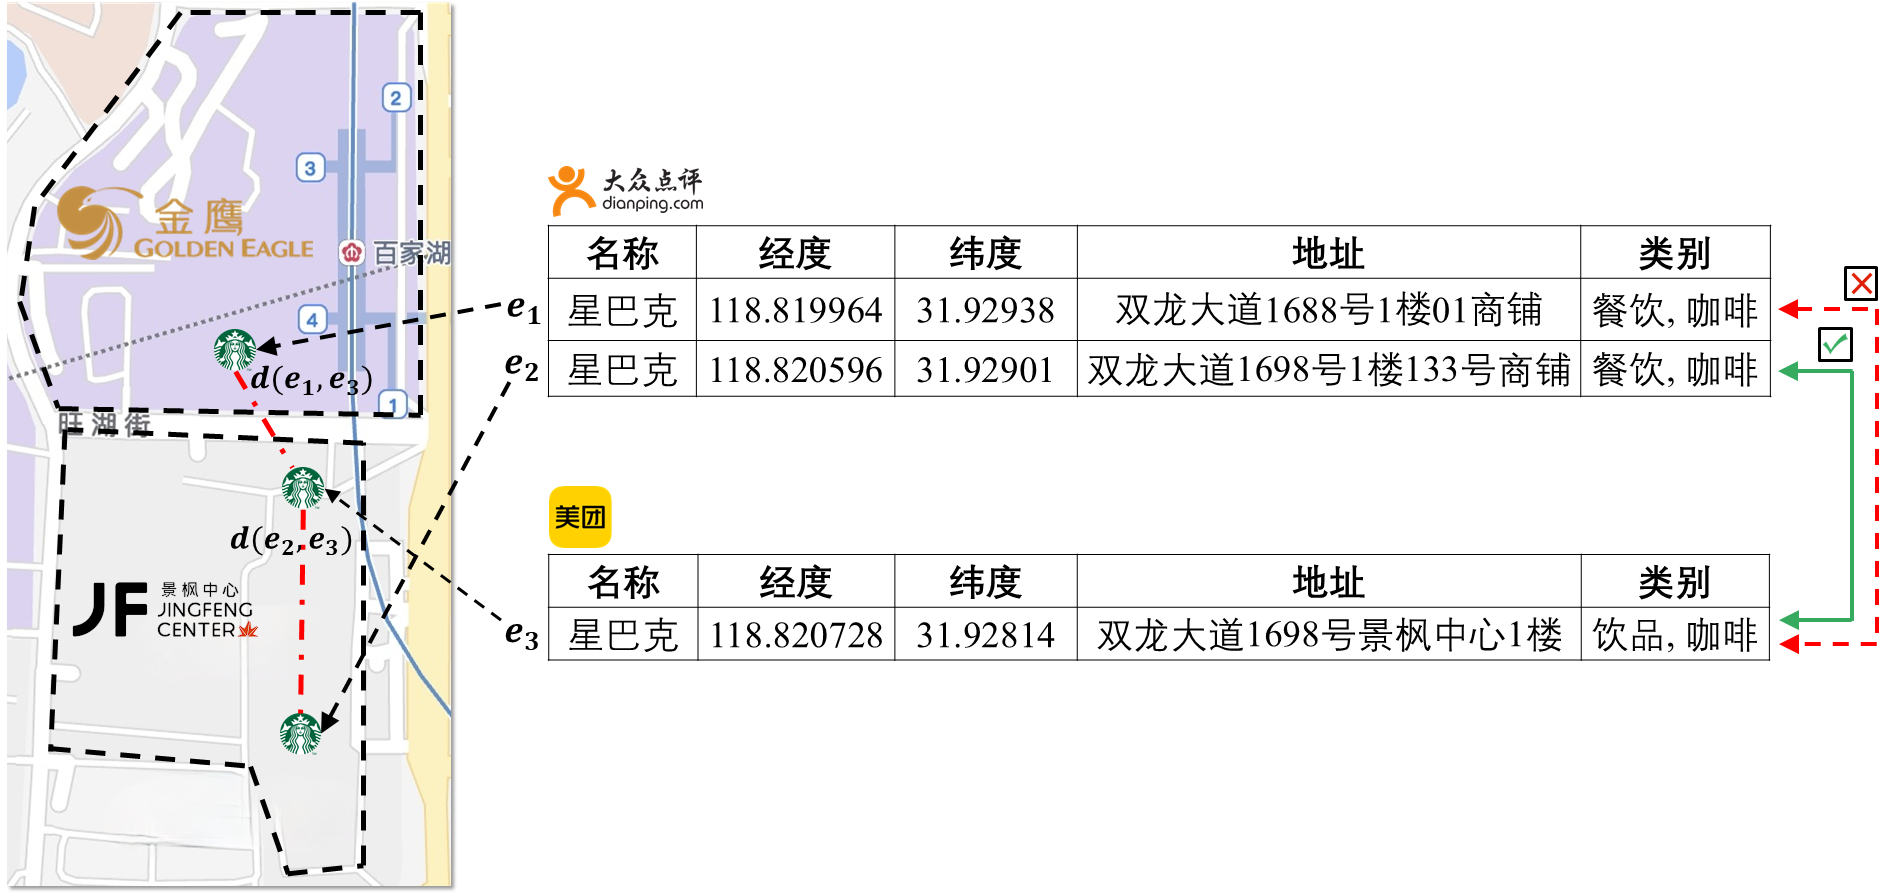 2
3
金鹰
GOLDEN EAGLE
百家湖
4
d(e₁,e₃)
1
旺湖街
d(e₂,e₃)
JF 景枫中心
JINGFENG
CENTER
大众点评
dianping.com
名称 经度 纬度 地址 类别
e₁ 星巴克 118.819964 31.92938 双龙大道1688号1楼01商铺 餐饮, 咖啡
e₂ 星巴克 118.820596 31.92901 双龙大道1698号1楼133号商铺 餐饮, 咖啡
美团
名称 经度 纬度 地址 类别
e₃ 星巴克 118.820728 31.92814 双龙大道1698号景枫中心1楼 饮品, 咖啡